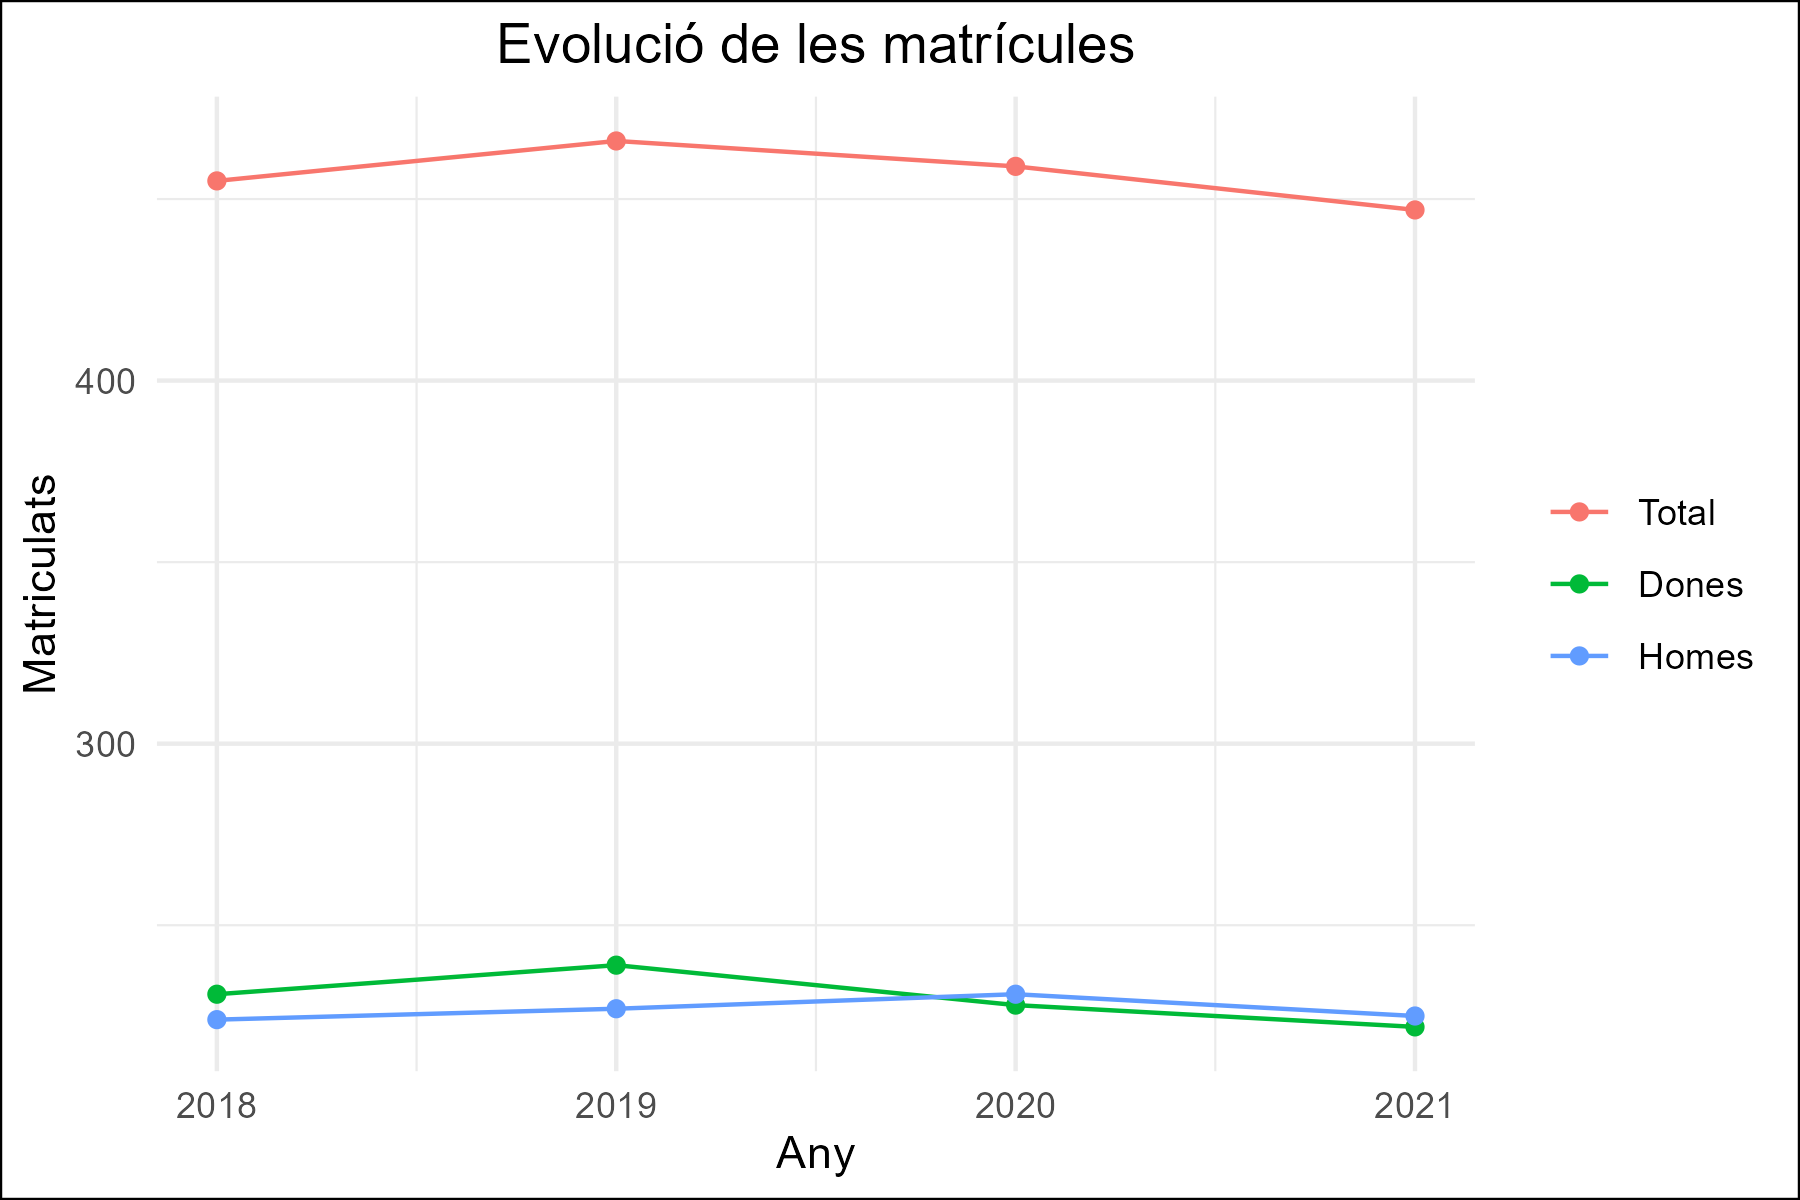 Evolució de les matrícules
Matriculats
400
300
2018
2019
2020
2021
Any
Total
Dones
Homes